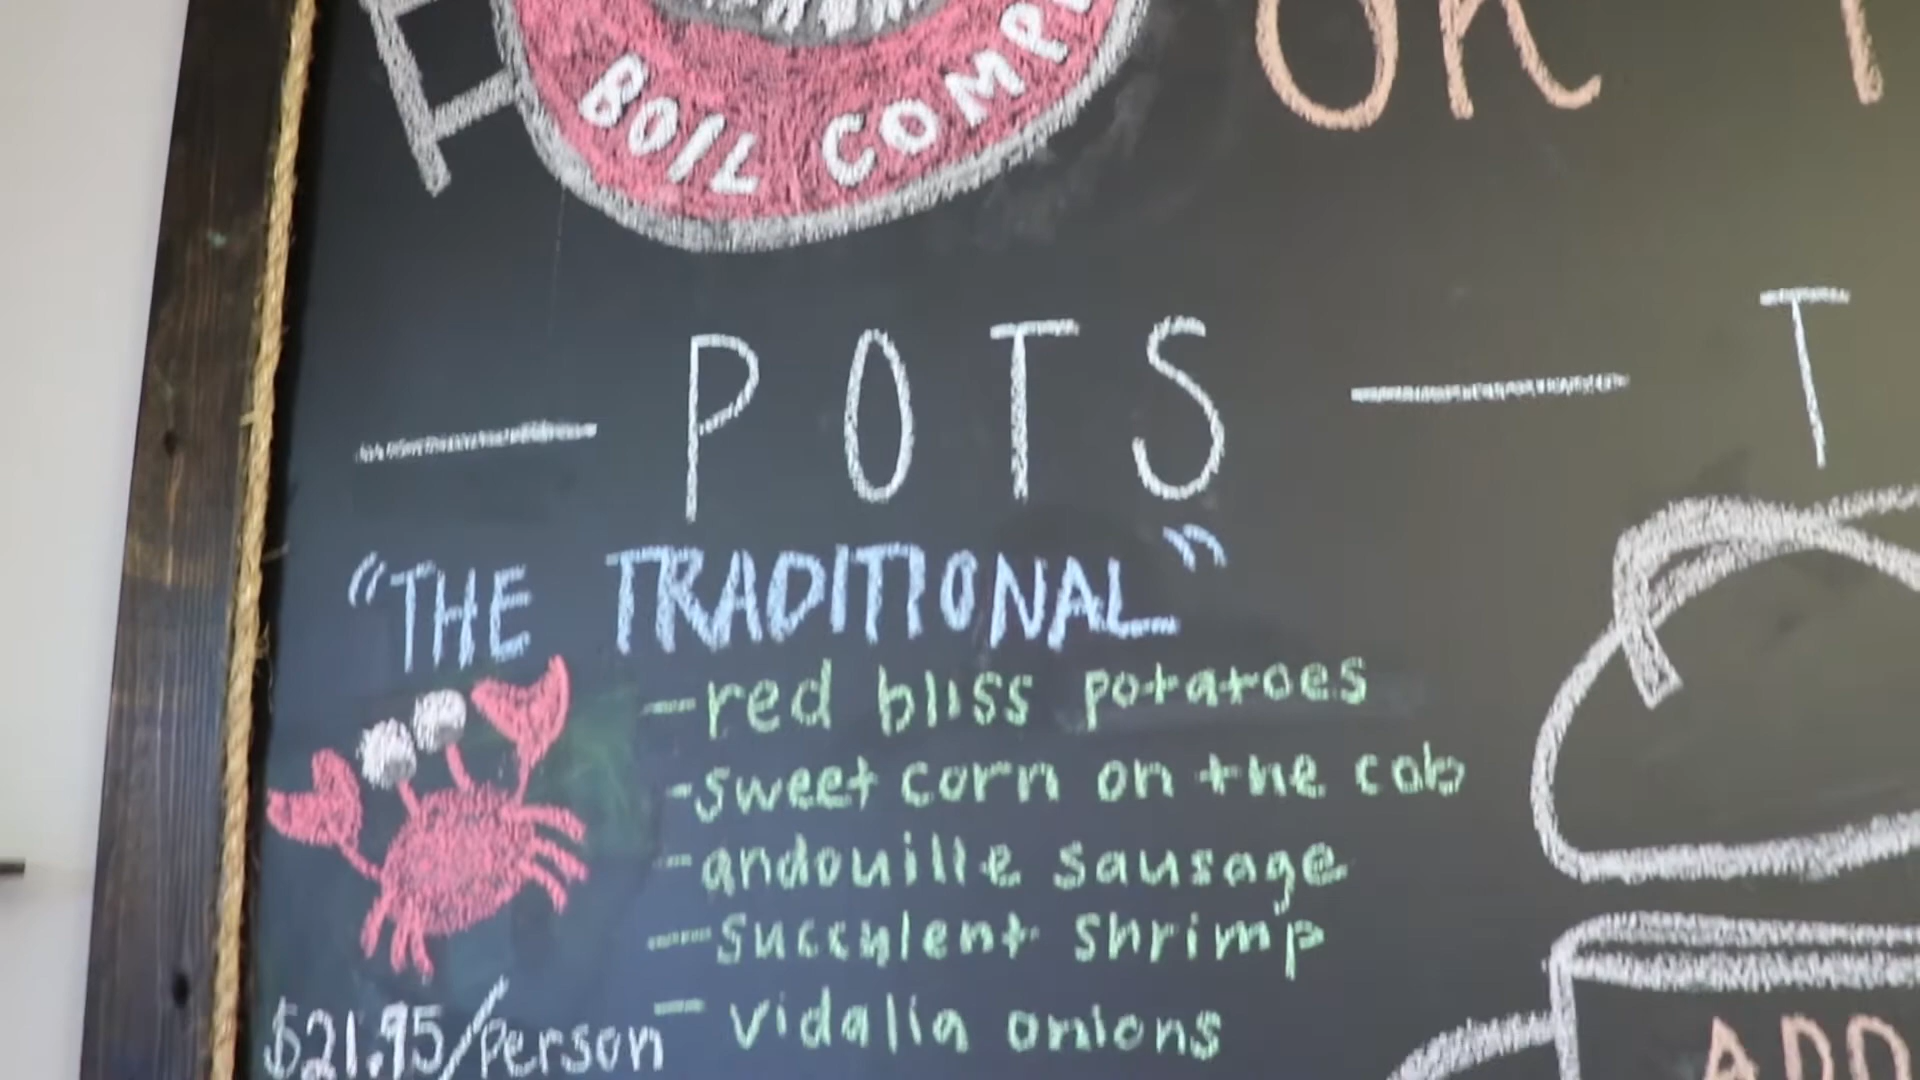 BOIL COMP
— POTS —
"THE TRADITIONAL"
-red bliss potatoes
-sweet corn on the cob
-andouille sausage
-succulent shrimp
- vidalia onions
$21.95/person
ADD